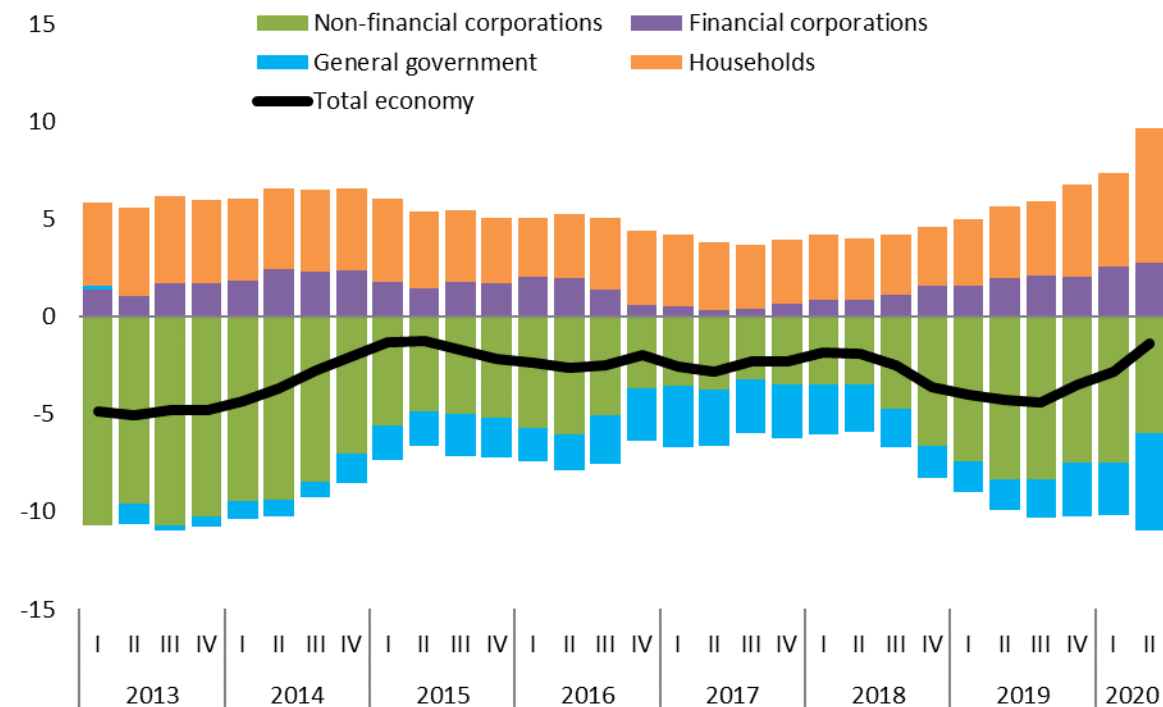 15
Non-financial corporations Financial corporations
General government Households
Total economy
10
5
0
-5
-10
-15
I II III IV I II III IV I II III IV I II III IV I II III IV I II III IV I II III IV I II
2013 2014 2015 2016 2017 2018 2019 2020